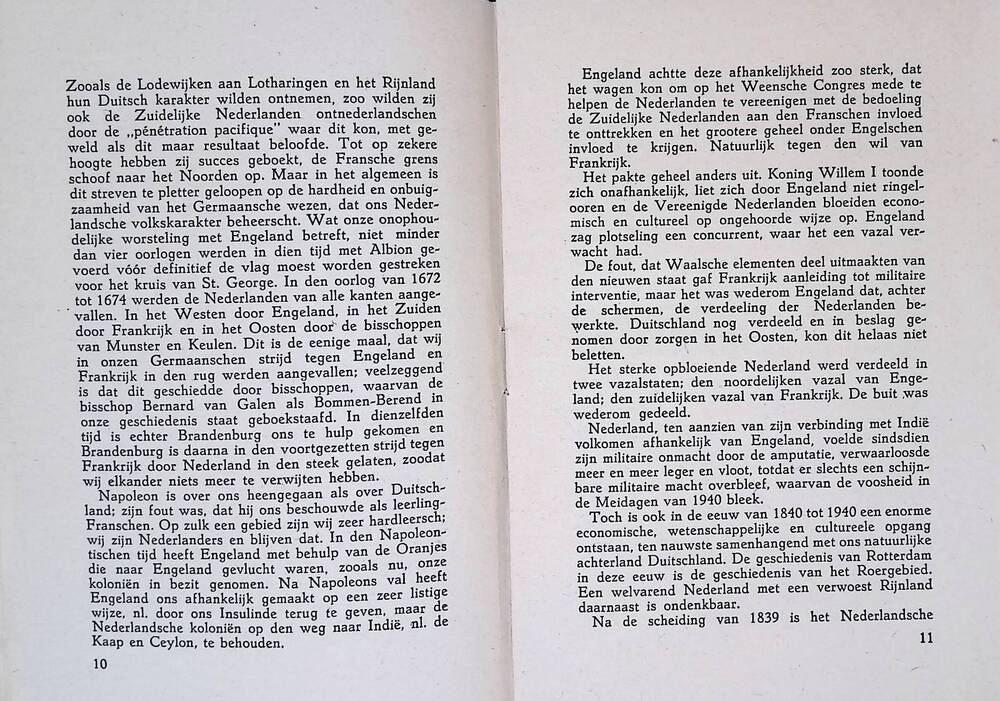 Zooals de Lodewijken aan Lotharingen en het Rijnland
hun Duitsch karakter wilden ontnemen, zoo wilden zij
ook de Zuidelijke Nederlanden ontnederlandschen
door de „pénétration pacifique" waar dit kon, met ge-
weld als dit maar resultaat beloofde. Tot op zekere
hoogte hebben zij succes geboekt, de Fransche grens
schoof naar het Noorden op. Maar in het algemeen is
dit streven te pletter geloopen op de hardheid en onbuig-
zaamheid van het Germaansche wezen, dat ons Neder-
landsche volkskarakter beheerscht. Wat onze onophou-
delijke worsteling met Engeland betreft, niet minder
dan vier oorlogen werden in dien tijd met Albion ge-
voerd vóór definitief de vlag moest worden gestreken
voor het kruis van St. George. In den oorlog van 1672
tot 1674 werden de Nederlanden van alle kanten aange-
vallen. In het Westen door Engeland, in het Zuiden
door Frankrijk en in het Oosten door de bisschoppen
van Munster en Keulen. Dit is de eenige maal, dat wij
in onzen Germaanschen strijd tegen Engeland en
Frankrijk in den rug werden aangevallen; veelzeggend
is dat dit geschiedde door bisschoppen, waarvan de
bisschop Bernard van Galen als Bommen-Berend in
onze geschiedenis staat geboekstaafd. In dienzelfden
tijd is echter Brandenburg ons te hulp gekomen en
Brandenburg is daarna in den voortgezetten strijd tegen
Frankrijk door Nederland in den steek gelaten, zoodat
wij elkander niets meer te verwijten hebben.
Napoleon is over ons heengegaan als over Duitsch-
land; zijn fout was, dat hij ons beschouwde als leerling-
Franschen. Op zulk een gebied zijn wij zeer hardleersch;
wij zijn Nederlanders en blijven dat. In den Napoleon-
tischen tijd heeft Engeland met behulp van de Oranjes
die naar Engeland gevlucht waren, zooals nu, onze
koloniën in bezit genomen. Na Napoleons val heeft
Engeland ons afhankelijk gemaakt op een zeer listige
wijze, nl. door ons Insulinde terug te geven, maar de
Nederlandsche koloniën op den weg naar Indië, nl. de
Kaap en Ceylon, te behouden.
10
Engeland achtte deze afhankelijkheid zoo sterk, dat
het wagen kon om op het Weensche Congres mede te
helpen de Nederlanden te vereenigen met de bedoeling
de Zuidelijke Nederlanden aan den Franschen invloed
te onttrekken en het grootere geheel onder Engelschen
invloed te krijgen. Natuurlijk tegen den wil van
Frankrijk.
Het pakte geheel anders uit. Koning Willem I toonde
zich onafhankelijk, liet zich door Engeland niet ringel-
ooren en de Vereenigde Nederlanden bloeiden econo-
misch en cultureel op ongehoorde wijze op. Engeland
zag plotseling een concurrent, waar het een vazal ver-
wacht had.
De fout, dat Waalsche elementen deel uitmaakten van
den nieuwen staat gaf Frankrijk aanleiding tot militaire
interventie, maar het was wederom Engeland dat, achter
de schermen, de verdeeling der Nederlanden be-
werkte. Duitschland nog verdeeld en in beslag ge-
nomen door zorgen in het Oosten, kon dit helaas niet
beletten.
Het sterke opbloeiende Nederland werd verdeeld in
twee vazalstaten; den noordelijken vazal van Enge-
land; den zuidelijken vazal van Frankrijk. De buit was
wederom gedeeld.
Nederland, ten aanzien van zijn verbinding met Indië
volkomen afhankelijk van Engeland, voelde sindsdien
zijn militaire onmacht door de amputatie, verwaarloosde
meer en meer leger en vloot, totdat er slechts een schijn-
bare militaire macht overbleef, waarvan de voosheid in
de Meidagen van 1940 bleek.
Toch is ook in de eeuw van 1840 tot 1940 een enorme
economische, wetenschappelijke en cultureele opgang
ontstaan, ten nauwste samenhangend met ons natuurlijke
achterland Duitschland. De geschiedenis van Rotterdam
in deze eeuw is de geschiedenis van het Roergebied.
Een welvarend Nederland met een verwoest Rijnland
daarnaast is ondenkbaar.
Na de scheiding van 1839 is het Nederlandsche
11